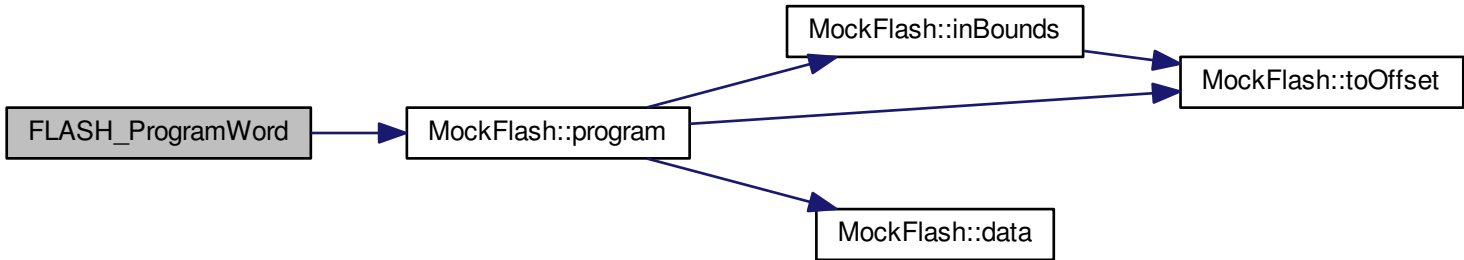 FLASH_ProgramWord
MockFlash::program
MockFlash::inBounds
MockFlash::toOffset
MockFlash::data